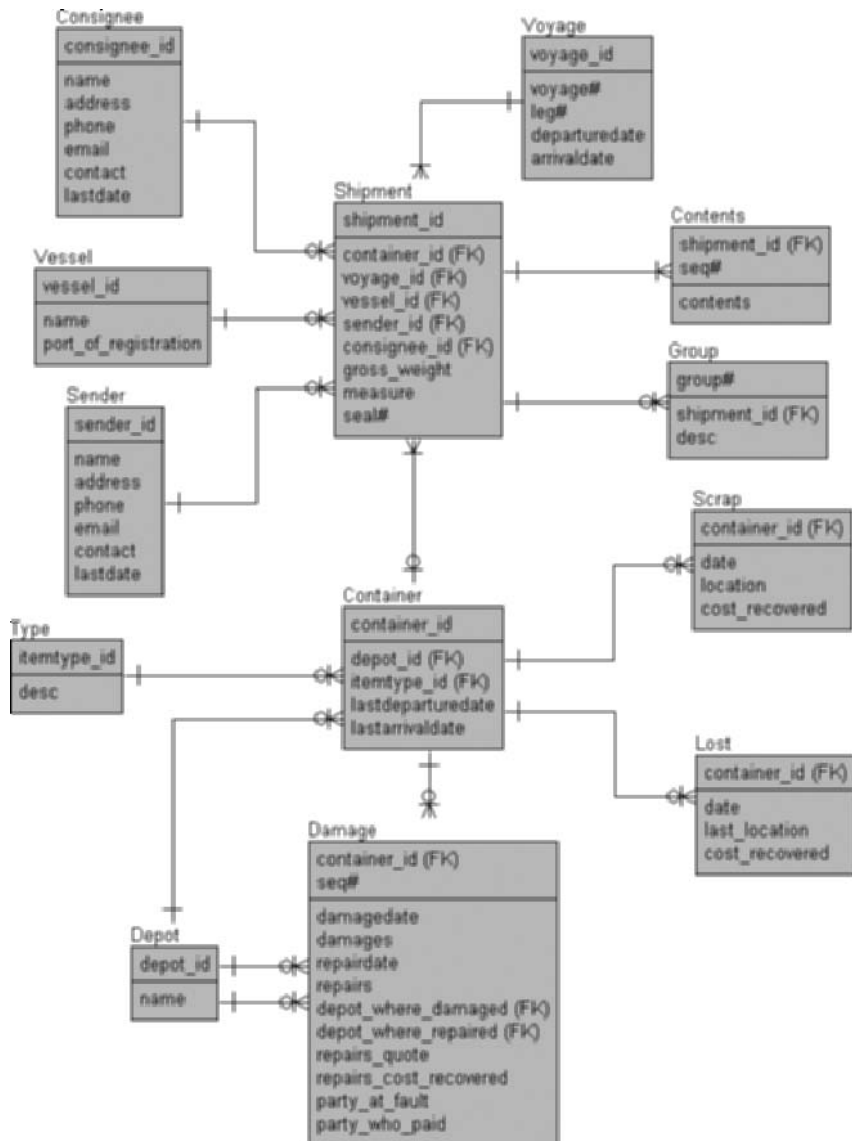 Consignee
consignee_id
name
address
phone
email
contact
lastdate
Voyage
voyage_id
voyage#
leg#
departuredate
arrivaldate
Shipment
shipment_id
container_id (FK)
voyage_id (FK)
vessel_id (FK)
sender_id (FK)
consignee_id (FK)
gross_weight
measure
seal#
Contents
shipment_id (FK)
seq#
contents
Vessel
vessel_id
name
port_of_registration
Group
group#
shipment_id (FK)
desc
Sender
sender_id
name
address
phone
email
contact
lastdate
Scrap
container_id (FK)
date
location
cost_recovered
Container
container_id
depot_id (FK)
itemtype_id (FK)
lastdeparturedate
lastarrivaldate
Type
itemtype_id
desc
Lost
container_id (FK)
date
last_location
cost_recovered
Damage
container_id (FK)
seq#
damagedate
damages
repairdate
repairs
depot_where_damaged (FK)
depot_where_repaired (FK)
repairs_quote
repairs_cost_recovered
party_at_fault
party_who_paid
Depot
depot_id
name